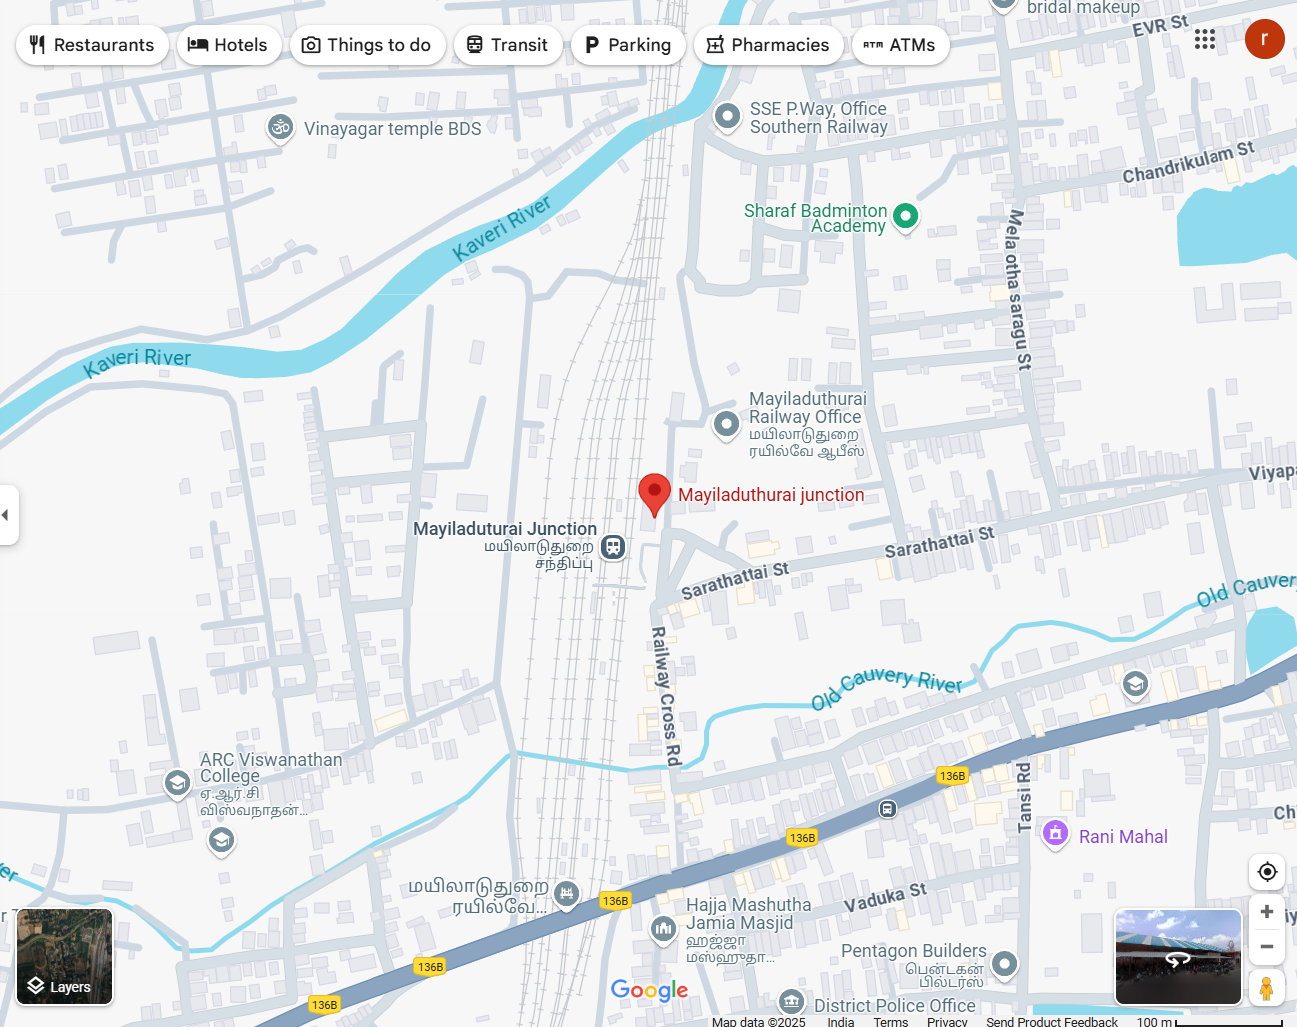 bridal makeup
EVR St
Restaurants
Hotels
Things to do
Transit
Parking
Pharmacies
ATM ATMs
r
SSE P.Way, Office
Southern Railway
Vinayagar temple BDS
Chandrikulam St
Sharaf Badminton
Academy
Kaveri River
Mela otha saragu St
Kaveri River
Mayiladuthurai
Railway Office
மயிலாடுதுறை
ரயில்வே ஆபீஸ்
Mayiladuthurai junction
Mayiladuturai Junction
மயிலாடுதுறை
சந்திப்பு
Sarathattai St
Sarathattai St
Old Cauvery
Railway Cross Rd
Old Cauvery River
ARC Viswanathan
College
ஏ.ஆர்.சி
விஸ்வநாதன்...
136B
Tansi Rd
136B
Rani Mahal
மயிலாடுதுறை
ரயில்வே...
136B
Vaduka St
Hajja Mashutha
Jamia Masjid
ஹஜ்ஜா
மஸ்ஹுதா...
Pentagon Builders
பென்டகன்
பில்டர்ஸ்
136B
Layers
Google
136B
District Police Office
Map data ©2025 India Terms Privacy Send Product Feedback 100 m